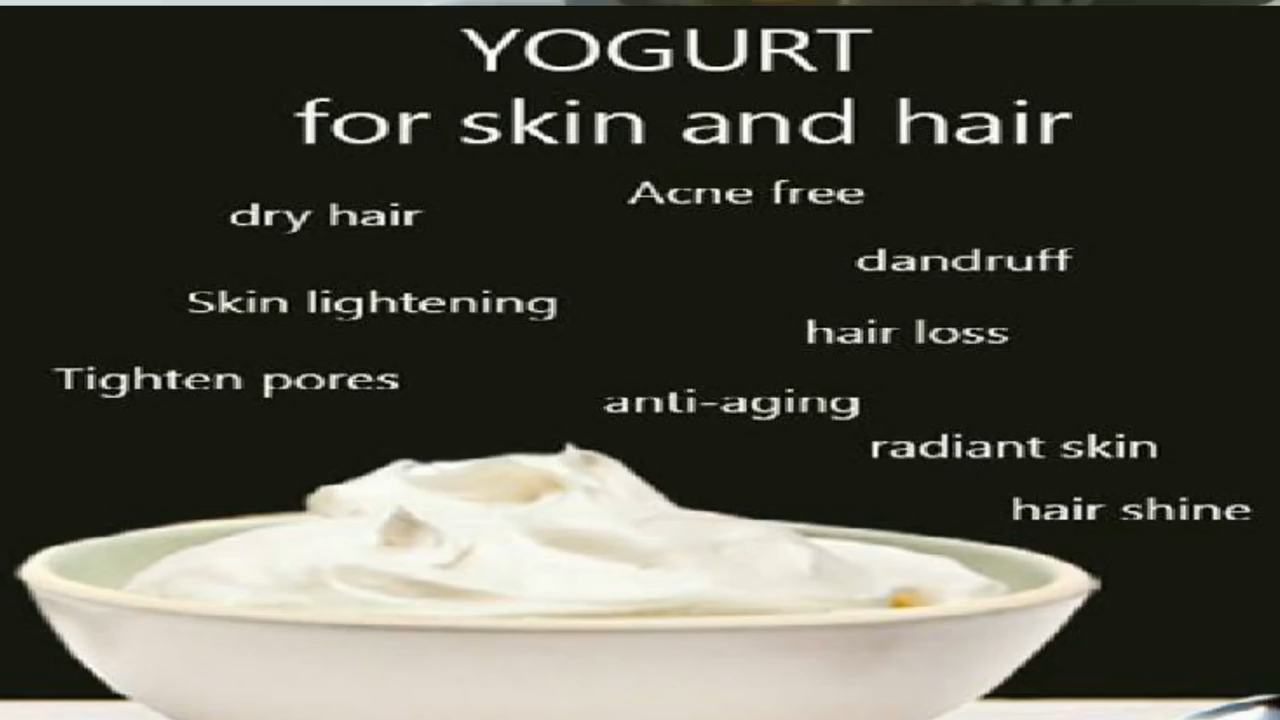 YOGURT
for skin and hair
Acne free
dry hair
dandruff
Skin lightening
hair loss
Tighten pores
anti-aging
radiant skin
hair shine